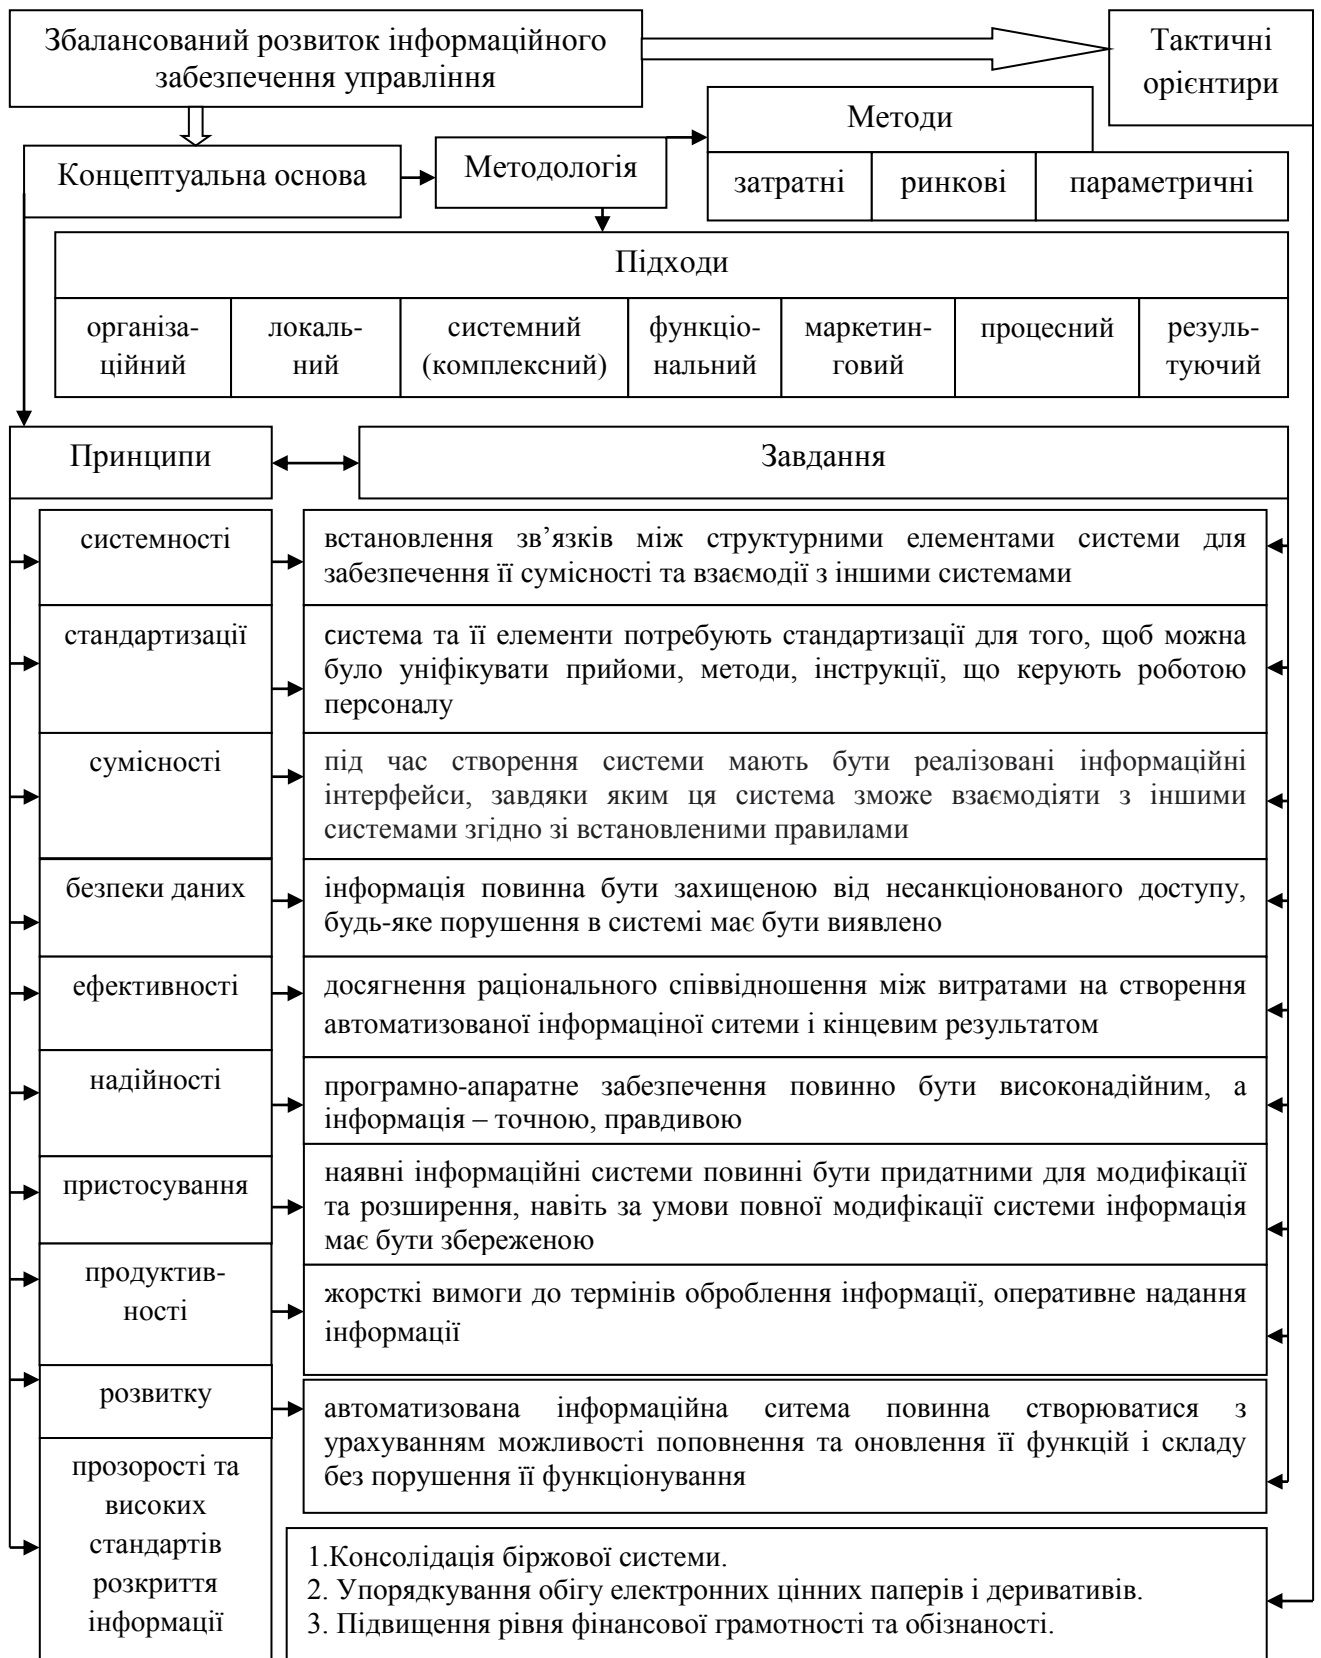 Збалансований розвиток інформаційного
забезпечення управління
Тактичні
орієнтири
Методи
затратні
ринкові
параметричні
Концептуальна основа
Методологія
Підходи
організа-
ційний
локаль-
ний
системний
(комплексний)
функціо-
нальний
маркетин-
говий
процесний
резуль-
туючий
Принципи
Завдання
системності
встановлення зв’язків між структурними елементами системи для
забезпечення її сумісності та взаємодії з іншими системами
стандартизації
система та її елементи потребують стандартизації для того, щоб можна
було уніфікувати прийоми, методи, інструкції, що керують роботою
персоналу
сумісності
під час створення системи мають бути реалізовані інформаційні
інтерфейси, завдяки яким ця система зможе взаємодіяти з іншими
системами згідно зі встановленими правилами
безпеки даних
інформація повинна бути захищеною від несанкціонованого доступу,
будь-яке порушення в системі має бути виявлено
ефективності
досягнення раціонального співвідношення між витратами на створення
автоматизованої інформаціної ситеми і кінцевим результатом
надійності
програмно-апаратне забезпечення повинно бути високонадійним, а
інформація – точною, правдивою
пристосування
наявні інформаційні системи повинні бути придатними для модифікації
та розширення, навіть за умови повної модифікації системи інформація
має бути збереженою
продуктив-
ності
жорсткі вимоги до термінів оброблення інформації, оперативне надання
інформації
розвитку
автоматизована інформаційна ситема повинна створюватися з
урахуванням можливості поповнення та оновлення її функцій і складу
без порушення її функціонування
прозорості та
високих
стандартів
розкриття
інформації
1.Консолідація біржової системи.
2. Упорядкування обігу електронних цінних паперів і деривативів.
3. Підвищення рівня фінансової грамотності та обізнаності.